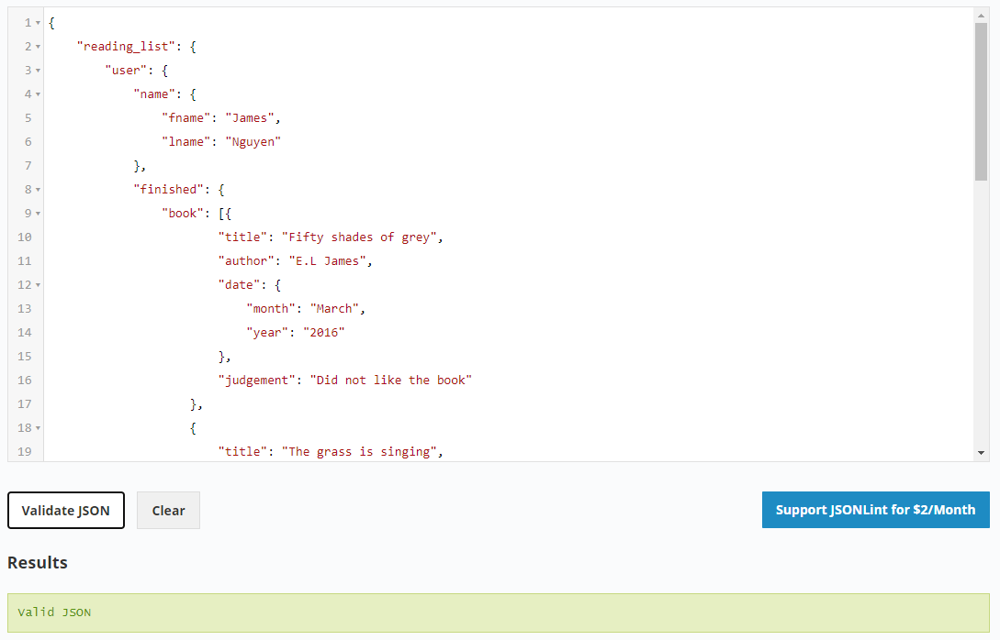 1 {
2 "reading_list": {
3 "user": {
4 "name": {
5 "fname": "James",
6 "lname": "Nguyen"
7 },
8 "finished": {
9 "book": [{
10 "title": "Fifty shades of grey",
11 "author": "E.L James",
12 "date": {
13 "month": "March",
14 "year": "2016"
15 },
16 "judgement": "Did not like the book"
17 },
18 {
19 "title": "The grass is singing",
Validate JSON Clear Support JSONLint for $2/Month
Results
Valid JSON